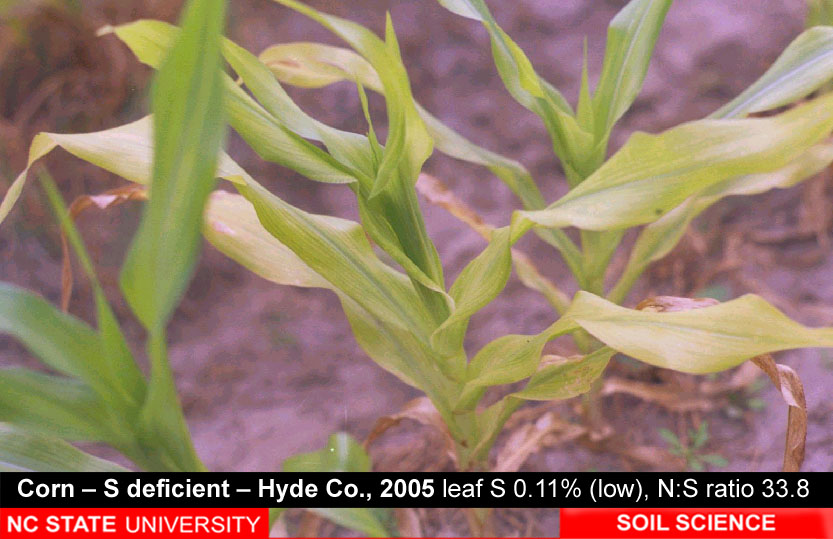 Corn – S deficient – Hyde Co., 2005 leaf S 0.11% (low), N:S ratio 33.8
NC STATE UNIVERSITY SOIL SCIENCE